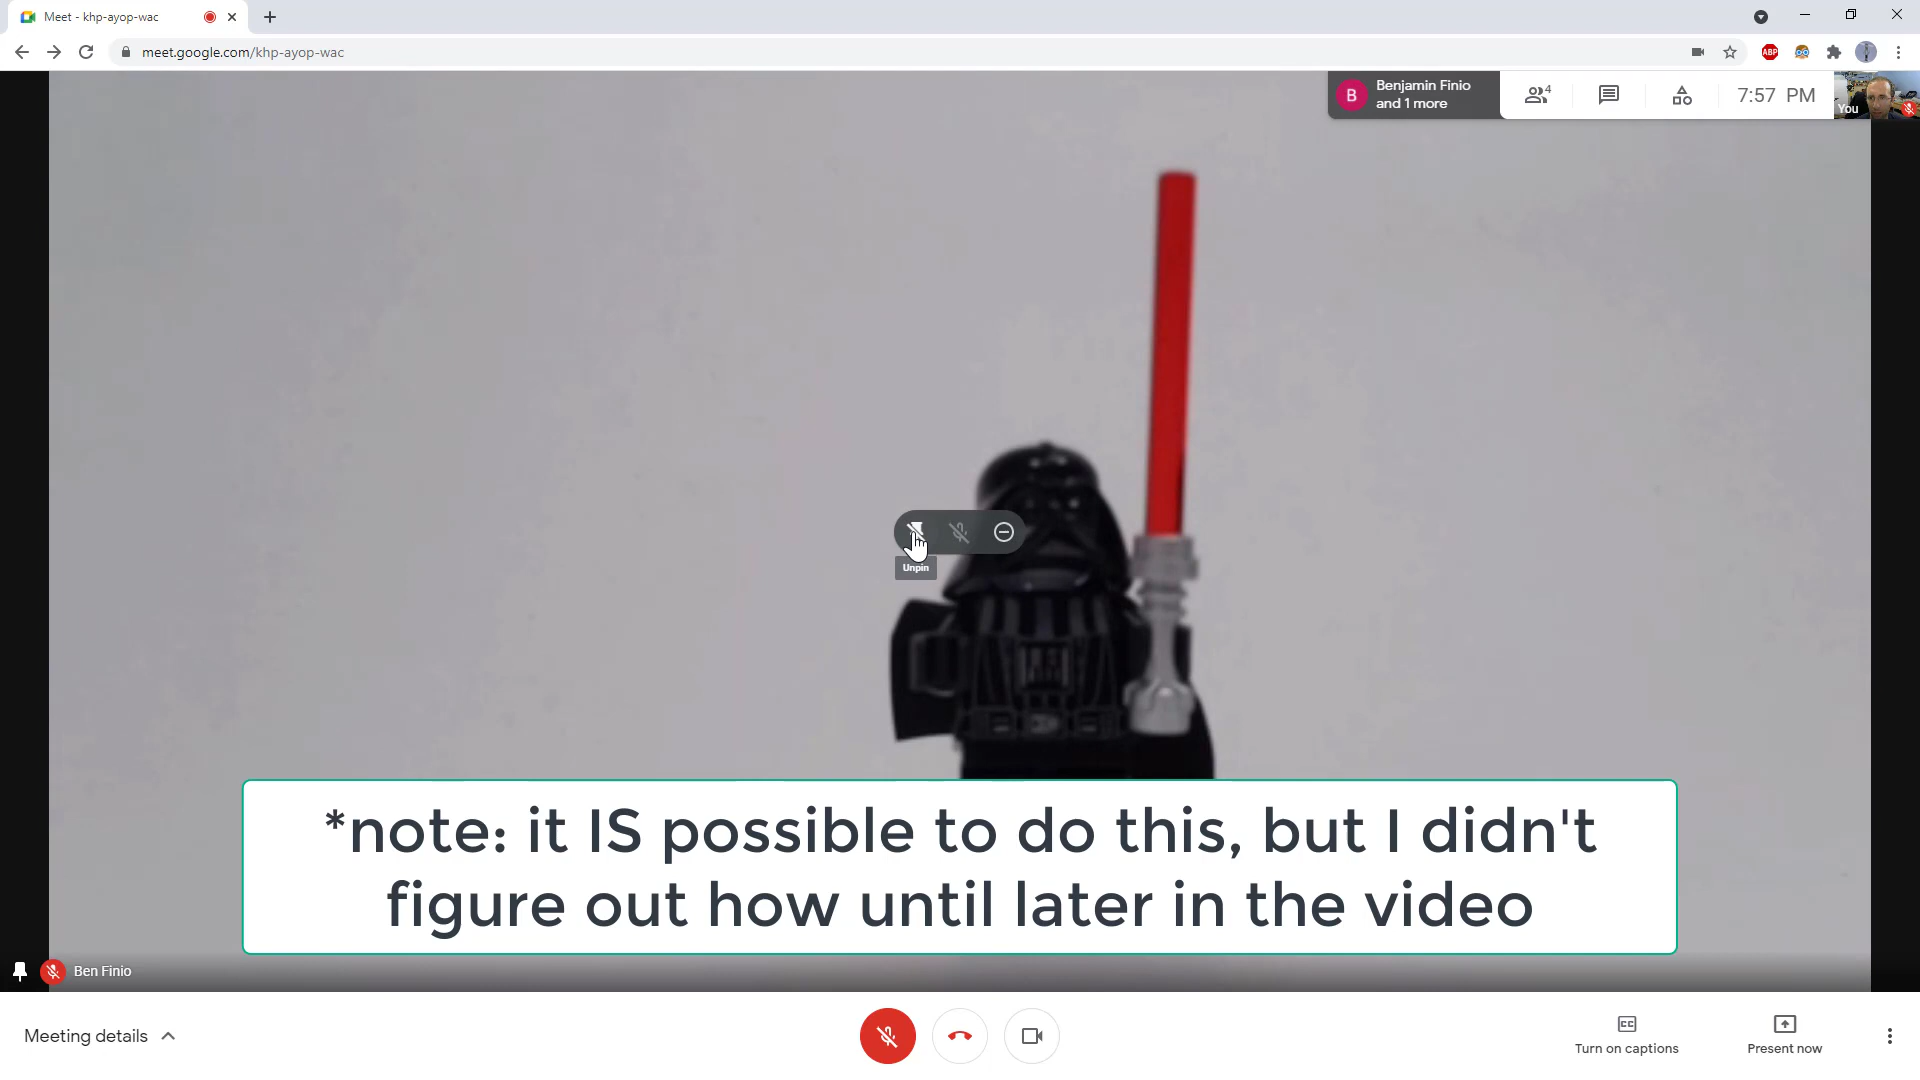 Meet - khp-ayop-wac
meet.google.com/khp-ayop-wac
ABP
B
Benjamin Finio
and 1 more
4
7:57 PM
You
Unpin
*note: it IS possible to do this, but I didn't
figure out how until later in the video
Ben Finio
Meeting details
CC
Turn on captions
Present now